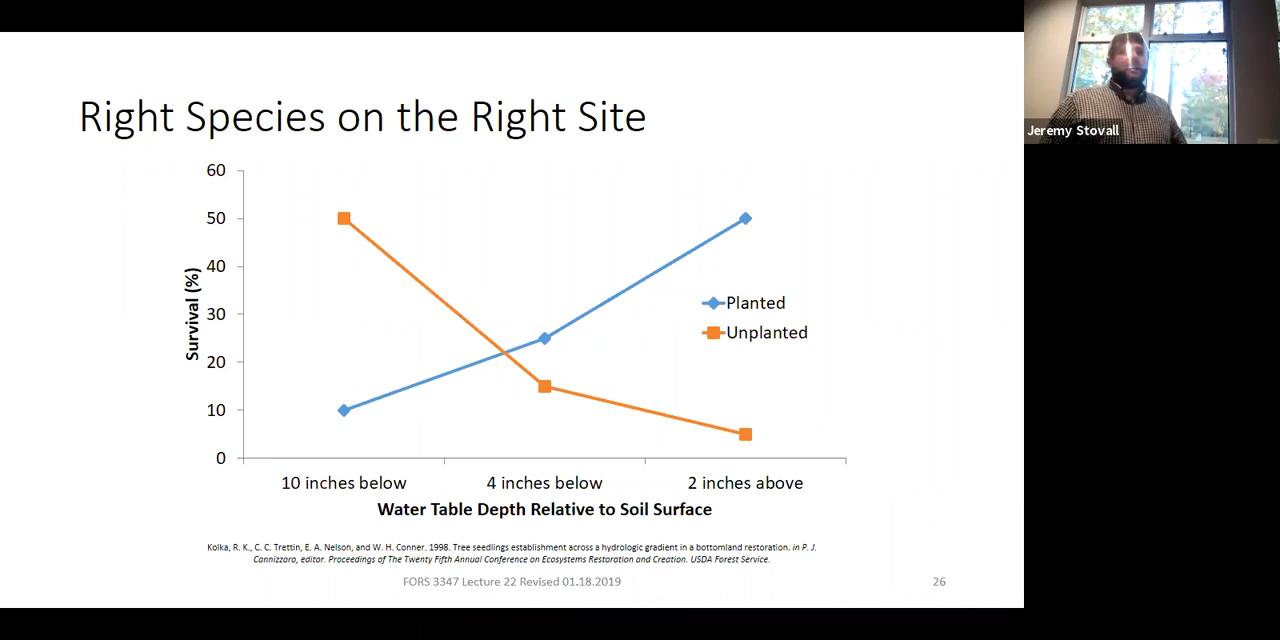 Right Species on the Right Site
60
50
40
30
20
10
0
Survival (%)
Planted
Unplanted
10 inches below
4 inches below
2 inches above
Water Table Depth Relative to Soil Surface
Kolka, R. K., C. C. Trettin, E. A. Nelson, and W. H. Conner. 1998. Tree seedlings establishment across a hydrologic gradient in a bottomland restoration. in P. J.
Cannizzaro, editor. Proceedings of The Twenty Fifth Annual Conference on Ecosystems Restoration and Creation. USDA Forest Service.
FORS 3347 Lecture 22 Revised 01.18.2019
26
Jeremy Stovall